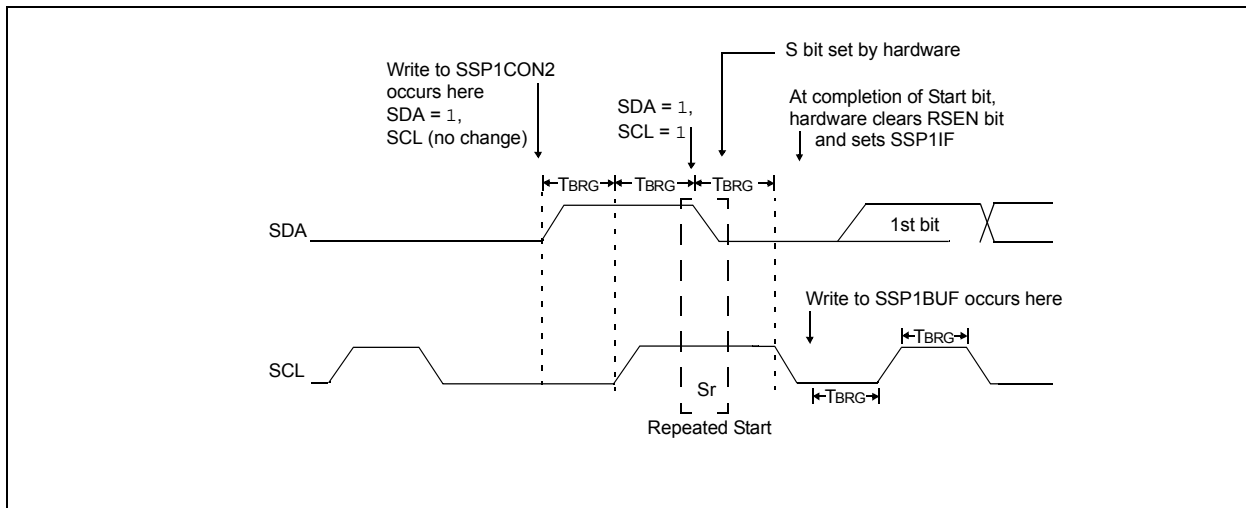 S bit set by hardware
Write to SSP1CON2
occurs here
SDA = 1,
SCL (no change)
SDA = 1,
SCL = 1
At completion of Start bit,
hardware clears RSEN bit
and sets SSP1IF
TBRG TBRG TBRG
SDA
1st bit
Write to SSP1BUF occurs here
TBRG
SCL
Sr
TBRG
Repeated Start